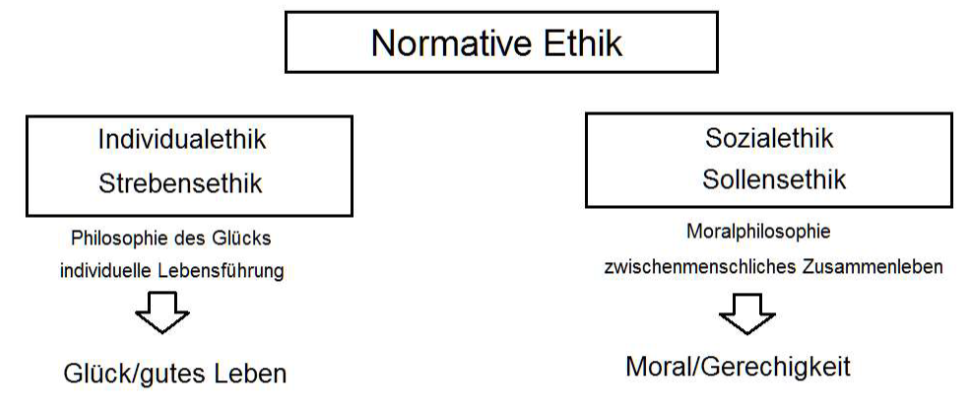 Normative Ethik
Individualethik
Strebensethik
Philosophie des Glücks
individuelle Lebensführung
Glück/gutes Leben
Sozialethik
Sollensethik
Moralphilosophie
zwischenmenschliches Zusammenleben
Moral/Gerechigkeit